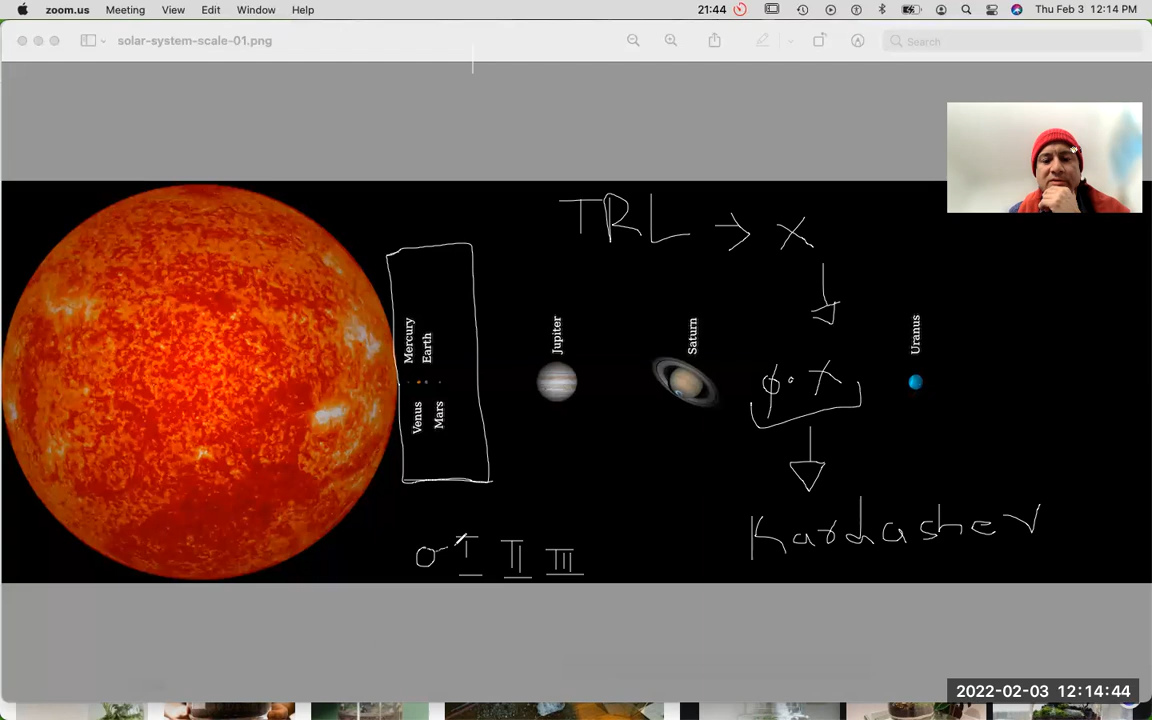 zoom.us Meeting View Edit Window Help 21:44 Thu Feb 3 12:14 PM
solar-system-scale-01.png Search
TRL → x
Mercury
Earth
Venus
Mars
Jupiter
Saturn
Uranus
φ · x
Kardashev
0 I II III
2022-02-03 12:14:44